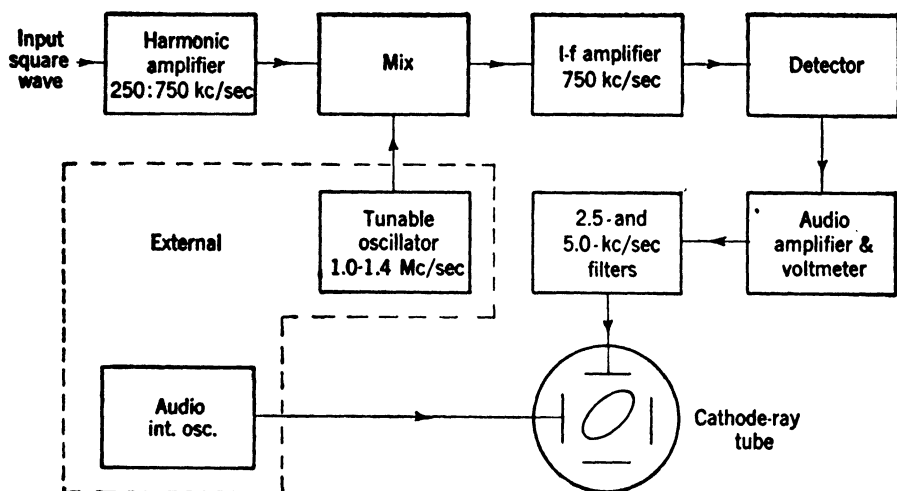 Input
square
wave
Harmonic
amplifier
250:750 kc/sec
Mix
I-f amplifier
750 kc/sec
Detector
External
Tunable
oscillator
1.0-1.4 Mc/sec
2.5-and
5.0-kc/sec
filters
Audio
amplifier &
voltmeter
Audio
int. osc.
Cathode-ray
tube